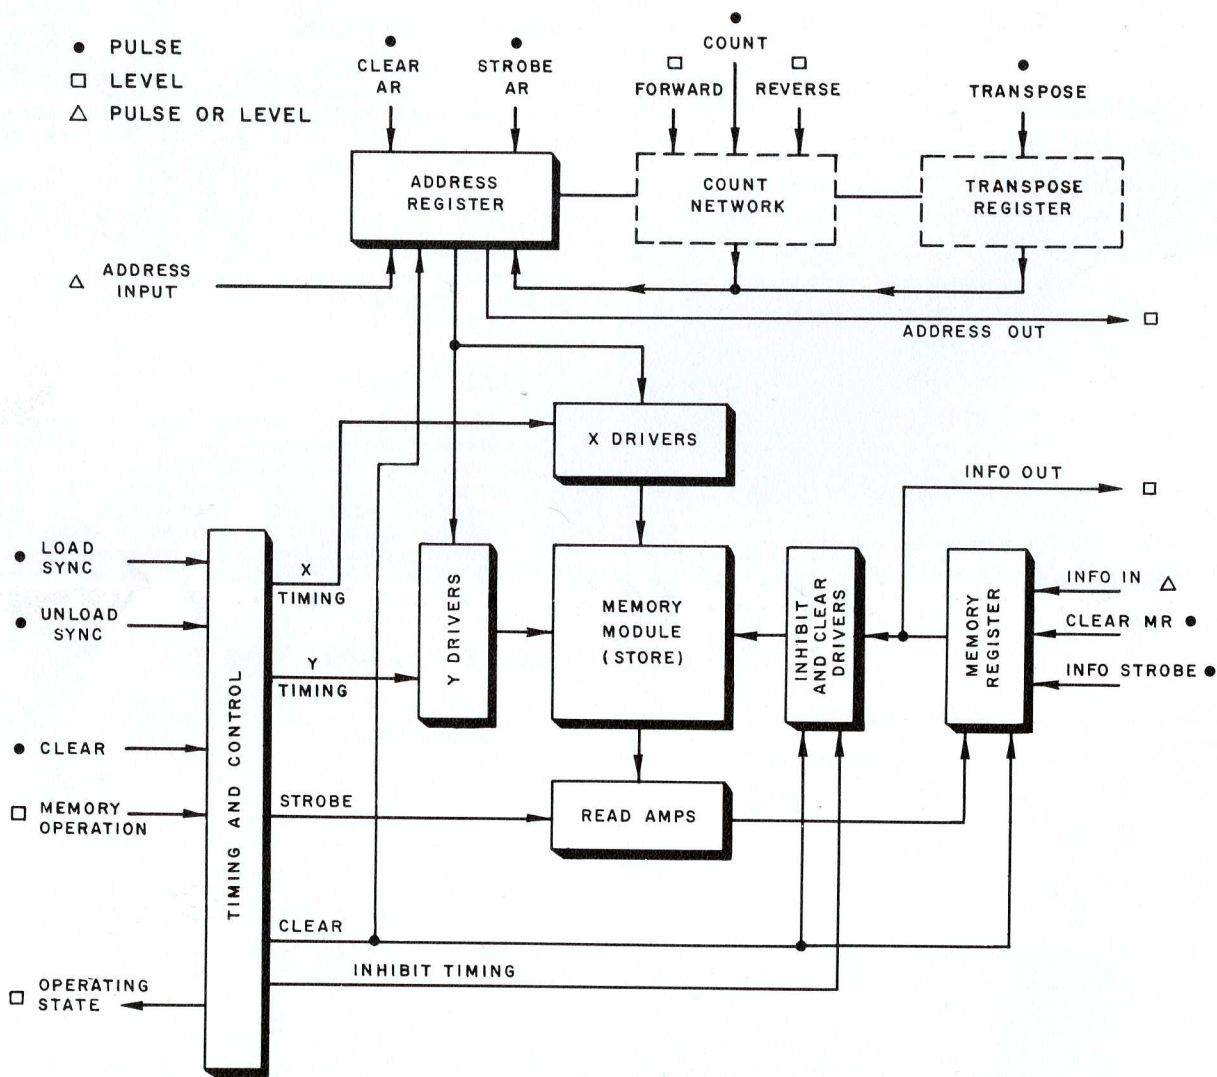 PULSE
LEVEL
PULSE OR LEVEL
CLEAR
AR
STROBE
AR
COUNT
FORWARD
REVERSE
TRANSPOSE
ADDRESS
REGISTER
COUNT
NETWORK
TRANSPOSE
REGISTER
ADDRESS
INPUT
ADDRESS OUT
X DRIVERS
INFO OUT
LOAD
SYNC
UNLOAD
SYNC
CLEAR
MEMORY
OPERATION
OPERATING
STATE
TIMING AND CONTROL
X
TIMING
Y
TIMING
STROBE
CLEAR
INHIBIT TIMING
Y DRIVERS
MEMORY
MODULE
(STORE)
READ AMPS
INHIBIT
AND CLEAR
DRIVERS
MEMORY
REGISTER
INFO IN
CLEAR MR
INFO STROBE